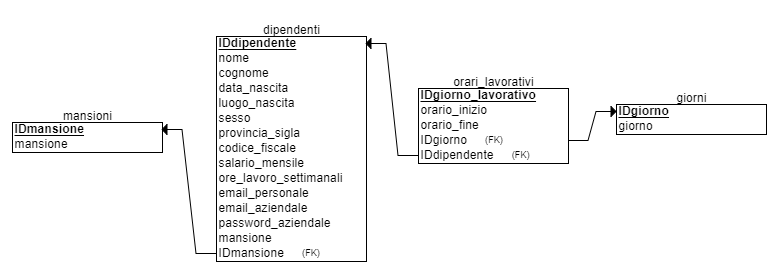 mansioni
IDmansione
mansione
dipendenti
IDdipendente
nome
cognome
data_nascita
luogo_nascita
sesso
provincia_sigla
codice_fiscale
salario_mensile
ore_lavoro_settimanali
email_personale
email_aziendale
password_aziendale
mansione
IDmansione (FK)
orari_lavorativi
IDgiorno_lavorativo
orario_inizio
orario_fine
IDgiorno (FK)
IDdipendente (FK)
giorni
IDgiorno
giorno